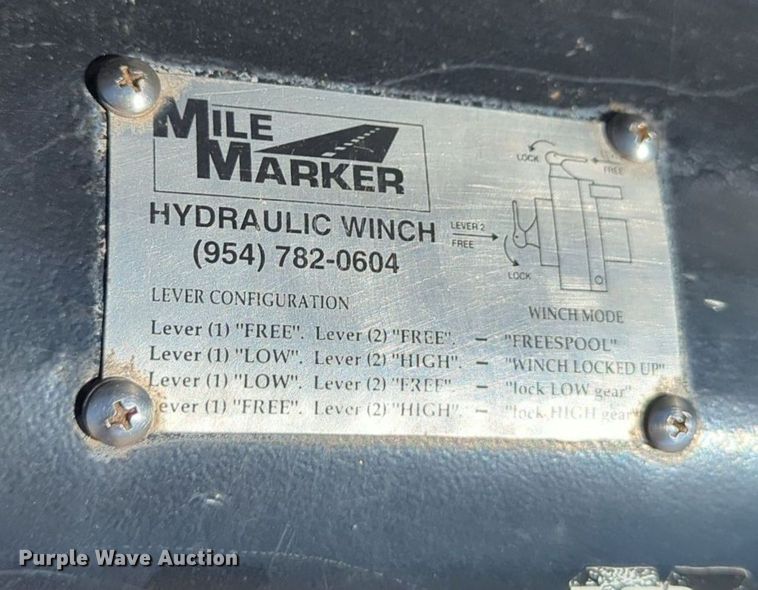 MILE
MARKER
HYDRAULIC WINCH
(954) 782-0604
LOCK
FREE
LEVER 2
FREE
LOCK
LEVER CONFIGURATION
WINCH MODE
Lever (1) "FREE". Lever (2) "FREE". – "FREESPOOL"
Lever (1) "LOW". Lever (2) "HIGH". – "WINCH LOCKED UP"
Lever (1) "LOW". Lever (2) "FREE" – "lock LOW gear"
Lever (1) "FREE". Lever (2) "HIGH". – "lock HIGH gear"
Purple Wave Auction